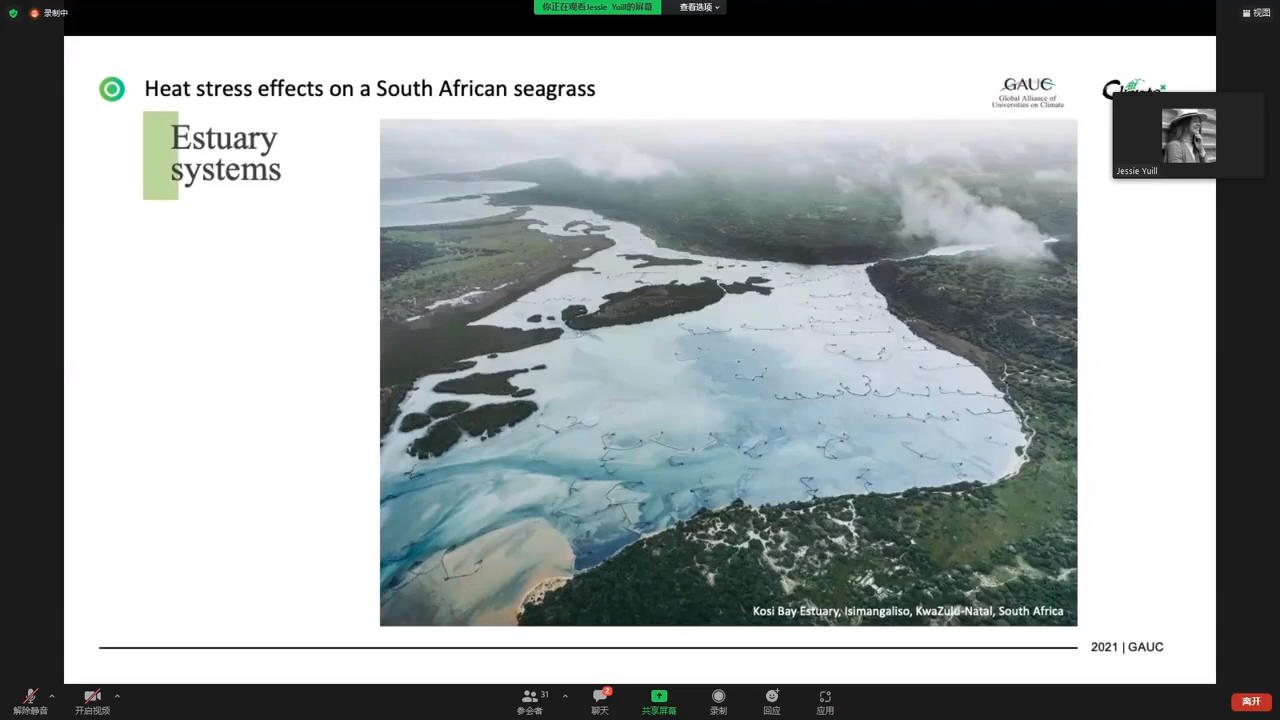 录制中
你正在观看Jessie Yuill的屏幕
查看选项
视图
Heat stress effects on a South African seagrass
GAUC
Global Alliance of
Universities on Climate
Climate
Jessie Yuill
Estuary
systems
Kosi Bay Estuary, Isimangaliso, KwaZulu-Natal, South Africa
2021 | GAUC
解除静音
开启视频
31
参会者
2
聊天
共享屏幕
录制
回应
应用
离开